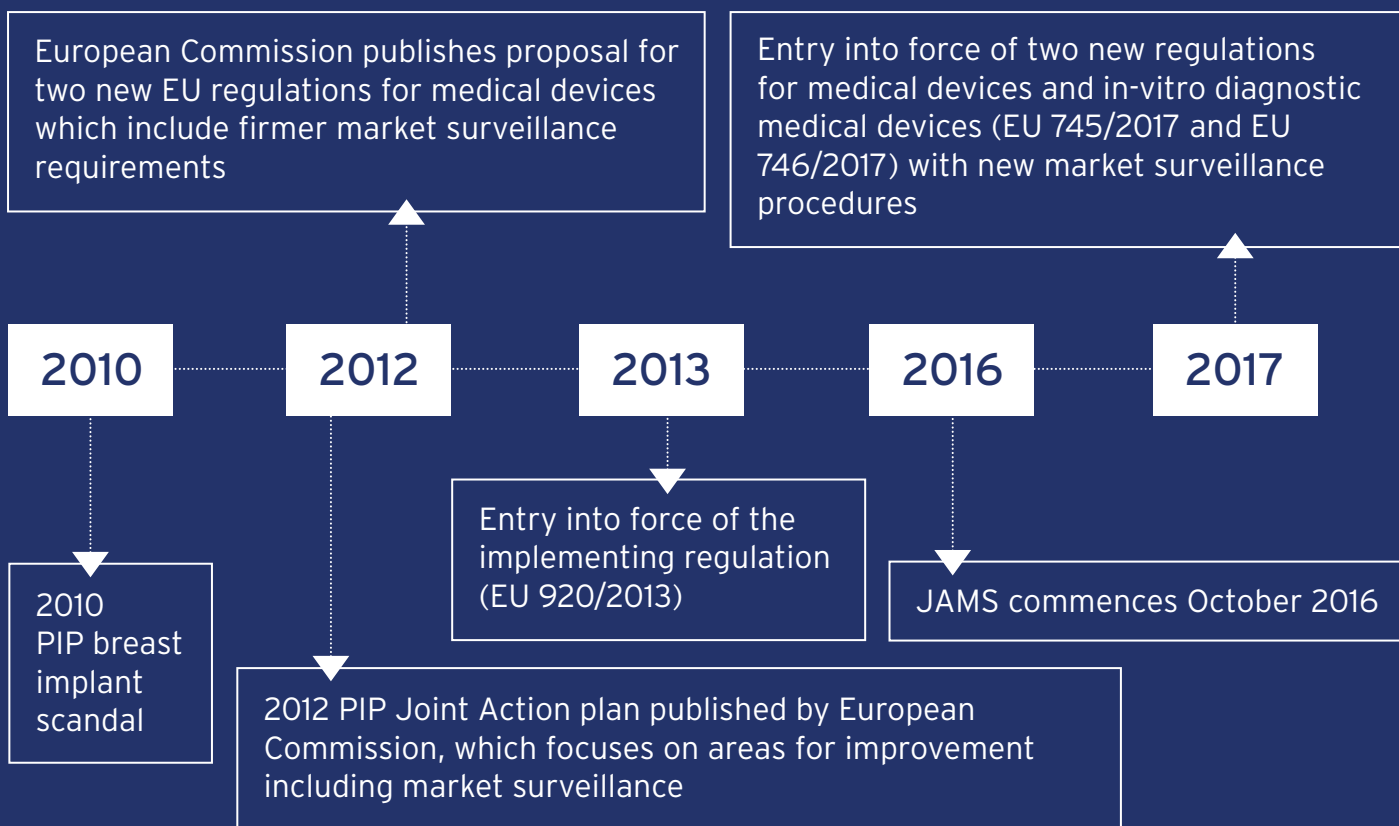 European Commission publishes proposal for
two new EU regulations for medical devices
which include firmer market surveillance
requirements
Entry into force of two new regulations
for medical devices and in-vitro diagnostic
medical devices (EU 745/2017 and EU
746/2017) with new market surveillance
procedures
2010
2012
2013
2016
2017
2010
PIP breast
implant
scandal
2012 PIP Joint Action plan published by European
Commission, which focuses on areas for improvement
including market surveillance
Entry into force of the
implementing regulation
(EU 920/2013)
JAMS commences October 2016